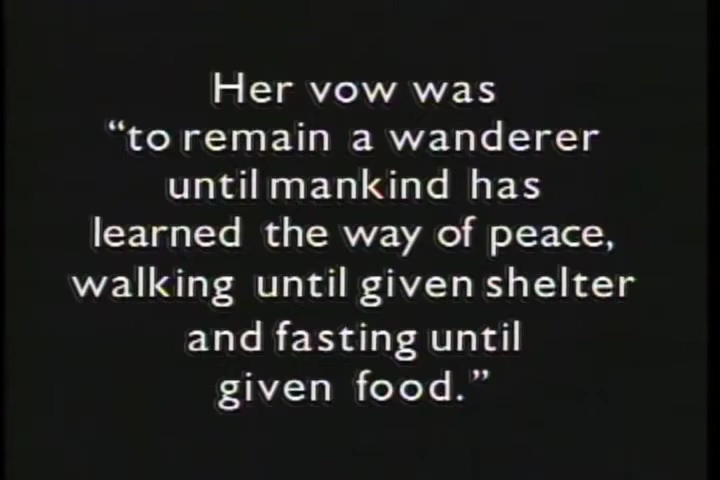 Her vow was
“to remain a wanderer
until mankind has
learned the way of peace,
walking until given shelter
and fasting until
given food.”